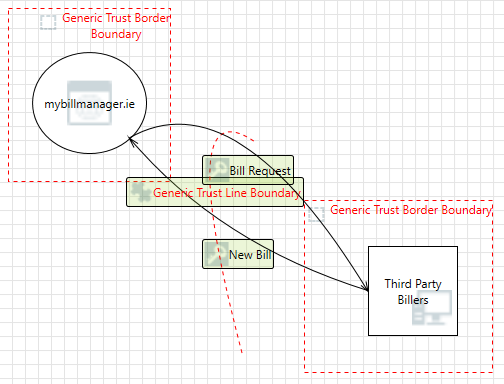 Generic Trust Border
Boundary
mybillmanager.ie
Bill Request
Generic Trust Line Boundary
Generic Trust Border Boundary
New Bill
Third Party
Billers